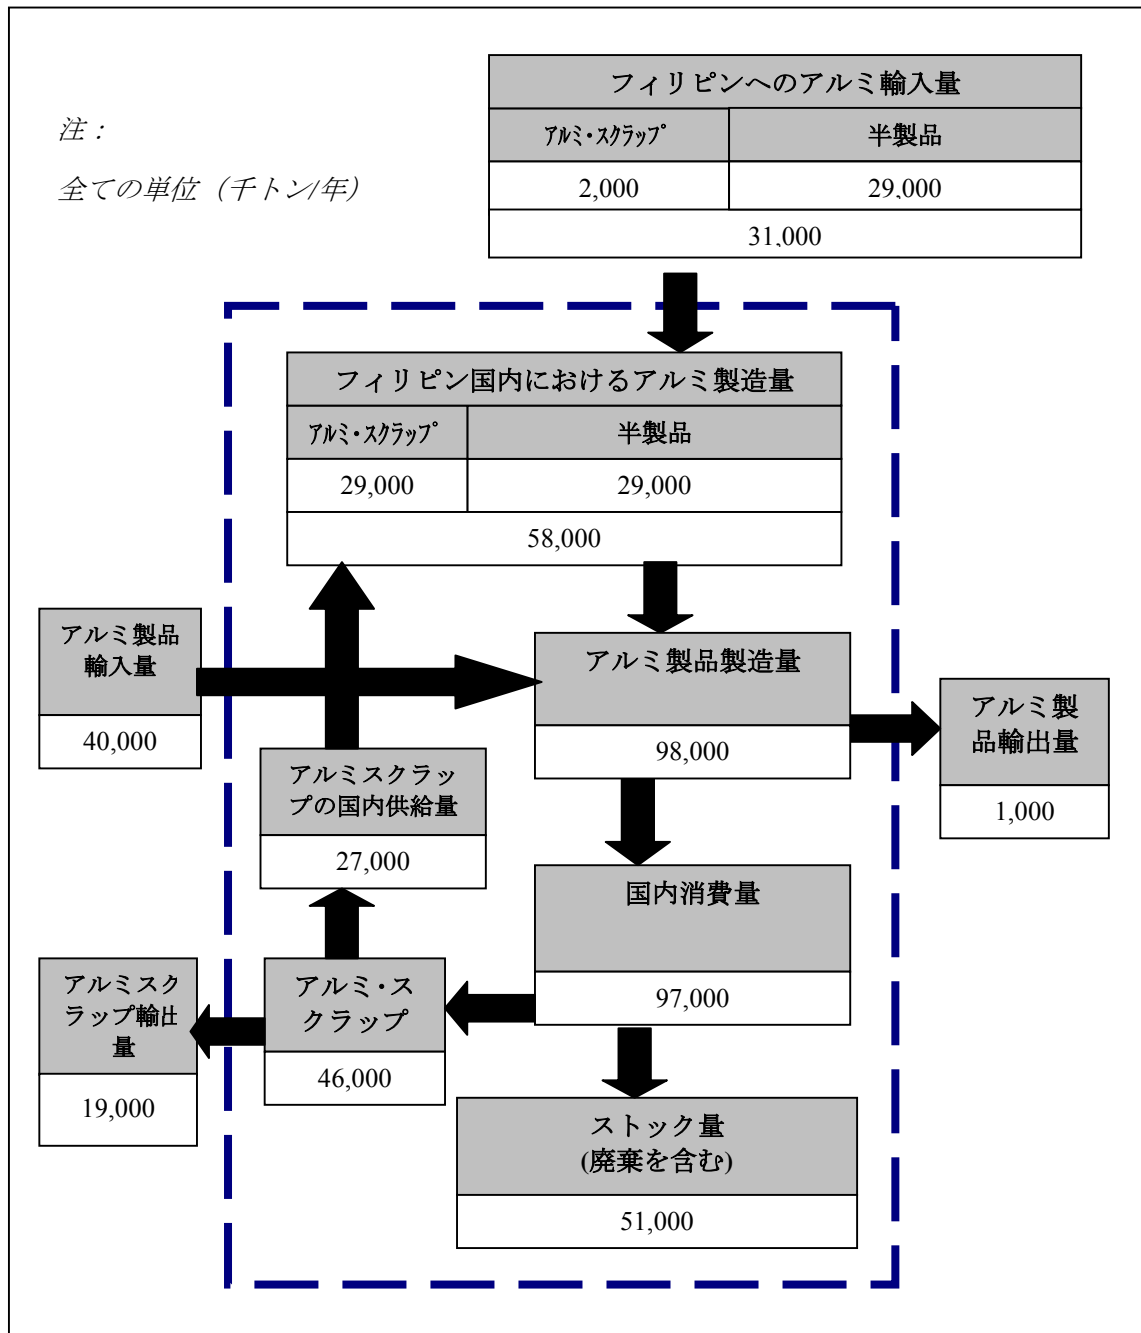 フィリピンへのアルミ輸入量
注：
ｱﾙﾐ・ｽｸﾗｯﾌﾟ 半製品
全ての単位（千トン/年）
2,000 29,000
31,000
フィリピン国内におけるアルミ製造量
ｱﾙﾐ・ｽｸﾗｯﾌﾟ 半製品
29,000 29,000
58,000
アルミ製品
輸入量
40,000
アルミ製品製造量
98,000
アルミ製
品輸出量
1,000
アルミスクラッ
プの国内供給量
27,000
国内消費量
97,000
アルミスク
ラップ輸出
量
19,000
アルミ・ス
クラップ
46,000
ストック量
(廃棄を含む)
51,000